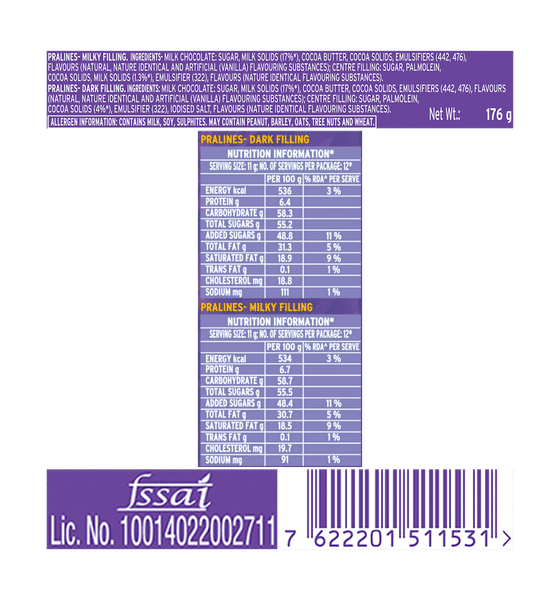 PRALINES- MILKY FILLING. INGREDIENTS- MILK CHOCOLATE: SUGAR, MILK SOLIDS (17%*), COCOA BUTTER, COCOA SOLIDS, EMULSIFIERS (442, 476),
FLAVOURS (NATURAL, NATURE IDENTICAL AND ARTIFICIAL (VANILLA) FLAVOURING SUBSTANCES); CENTRE FILLING: SUGAR, PALMOLEIN,
COCOA SOLIDS, MILK SOLIDS (1.3%*), EMULSIFIER (322), FLAVOURS (NATURE IDENTICAL FLAVOURING SUBSTANCES).
PRALINES- DARK FILLING. INGREDIENTS: MILK CHOCOLATE: SUGAR, MILK SOLIDS (17%*), COCOA BUTTER, COCOA SOLIDS, EMULSIFIERS (442, 476), FLAVOURS
(NATURAL, NATURE IDENTICAL AND ARTIFICIAL (VANILLA) FLAVOURING SUBSTANCES); CENTRE FILLING: SUGAR, PALMOLEIN,
COCOA SOLIDS (4%*), EMULSIFIER (322), IODISED SALT, FLAVOURS (NATURE IDENTICAL FLAVOURING SUBSTANCES).
Net Wt.: 176 g
ALLERGEN INFORMATION: CONTAINS MILK, SOY, SULPHITES. MAY CONTAIN PEANUT, BARLEY, OATS, TREE NUTS AND WHEAT.
PRALINES- DARK FILLING
NUTRITION INFORMATION*
SERVING SIZE: 11 g; NO. OF SERVINGS PER PACKAGE: 12#
PER 100 g % RDA^ PER SERVE
ENERGY kcal 536 3 %
PROTEIN g 6.4
CARBOHYDRATE g 58.3
TOTAL SUGARS g 55.2
ADDED SUGARS g 48.8 11 %
TOTAL FAT g 31.3 5 %
SATURATED FAT g 18.9 9 %
TRANS FAT g 0.1 1 %
CHOLESTEROL mg 18.8
SODIUM mg 111 1 %
PRALINES- MILKY FILLING
NUTRITION INFORMATION*
SERVING SIZE: 11 g; NO. OF SERVINGS PER PACKAGE: 12#
PER 100 g % RDA^ PER SERVE
ENERGY kcal 534 3 %
PROTEIN g 6.7
CARBOHYDRATE g 58.7
TOTAL SUGARS g 55.5
ADDED SUGARS g 48.4 11 %
TOTAL FAT g 30.7 5 %
SATURATED FAT g 18.5 9 %
TRANS FAT g 0.1 1 %
CHOLESTEROL mg 19.7
SODIUM mg 91 1 %
fssai
Lic. No. 10014022002711
7 622201 511531 >